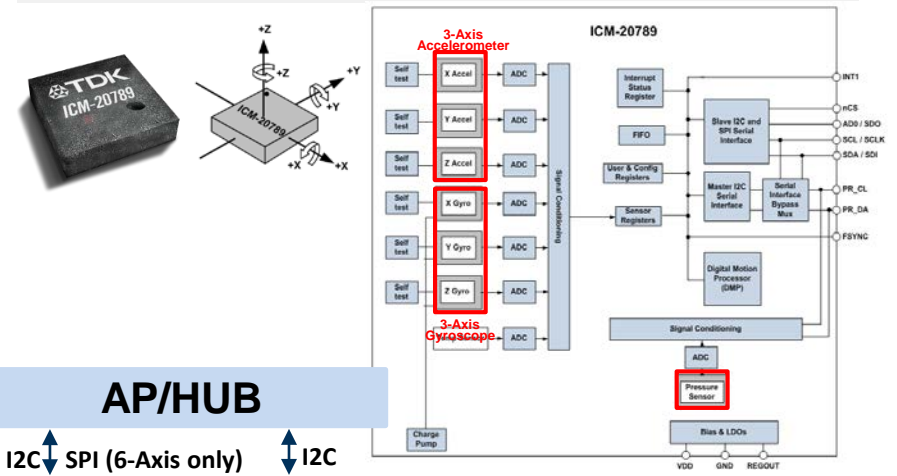 TDK
ICM-20789
+Z
+Z
+Y
+Y
ICM-20789
+X
+X
ICM-20789
3-Axis
Accelerometer
Self
test
X Accel
ADC
Self
test
Y Accel
ADC
Self
test
Z Accel
ADC
Self
test
X Gyro
ADC
Self
test
Y Gyro
ADC
Self
test
Z Gyro
ADC
3-Axis
Gyroscope
ADC
Charge
Pump
Signal Conditioning
Interrupt
Status
Register
FIFO
User & Config
Registers
Sensor
Registers
Slave I2C and
SPI Serial
Interface
Master I2C
Serial
Interface
Serial
Interface
Bypass
Mux
Digital Motion
Processor
(DMP)
Signal Conditioning
ADC
Pressure
Sensor
Bias & LDOs
INT1
nCS
AD0 / SDO
SCL / SCLK
SDA / SDI
PR_CL
PR_DA
FSYNC
VDD
GND
REGOUT
AP/HUB
I2C
SPI (6-Axis only)
I2C